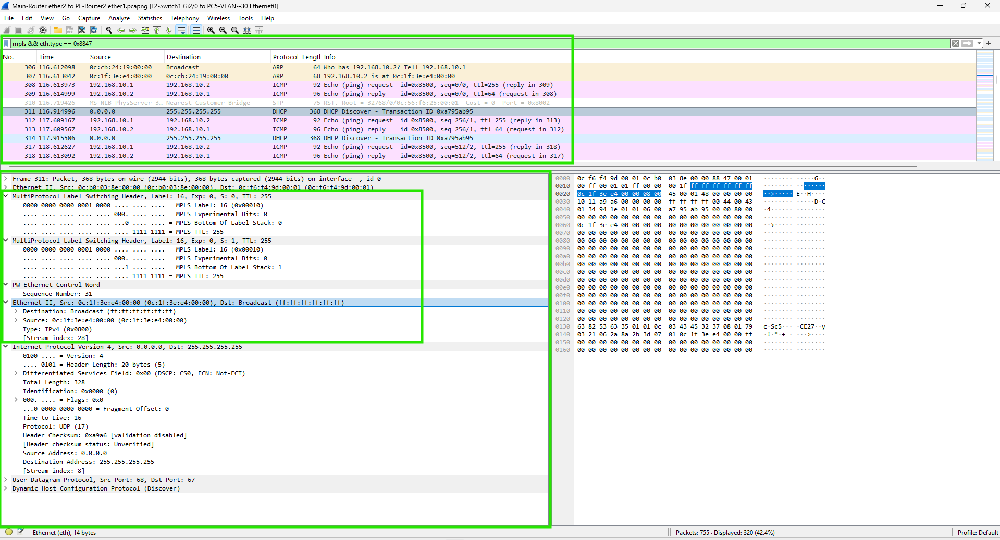 Main-Router ether2 to PE-Router2 ether1.pcapng [L2-Switch1 Gi2/0 to PC5-VLAN--30 Ethernet0]
File Edit View Go Capture Analyze Statistics Telephony Wireless Tools Help
mpls && eth.type == 0x8847
No. Time Source Destination Protocol Lengtl Info
306 116.612098 0c:cb:24:19:00:00 Broadcast ARP 64 Who has 192.168.10.2? Tell 192.168.10.1
307 116.613042 0c:1f:3e:e4:00:00 0c:cb:24:19:00:00 ARP 68 192.168.10.2 is at 0c:1f:3e:e4:00:00
308 116.613973 192.168.10.1 192.168.10.2 ICMP 92 Echo (ping) request id=0x8500, seq=0/0, ttl=255 (reply in 309)
309 116.614999 192.168.10.2 192.168.10.1 ICMP 96 Echo (ping) reply id=0x8500, seq=0/0, ttl=64 (request in 308)
310 116.719426 MS-NLB-PhysServer-3… Nearest-Customer-Bridge STP 75 RST. Root = 32768/0/0c:56:f6:25:00:01 Cost = 0 Port = 0x8002
311 116.914996 0.0.0.0 255.255.255.255 DHCP 368 DHCP Discover - Transaction ID 0xa795ab95
312 117.609167 192.168.10.1 192.168.10.2 ICMP 92 Echo (ping) request id=0x8500, seq=256/1, ttl=255 (reply in 313)
313 117.609567 192.168.10.2 192.168.10.1 ICMP 96 Echo (ping) reply id=0x8500, seq=256/1, ttl=64 (request in 312)
314 117.915506 0.0.0.0 255.255.255.255 DHCP 368 DHCP Discover - Transaction ID 0xa795ab95
317 118.612627 192.168.10.1 192.168.10.2 ICMP 92 Echo (ping) request id=0x8500, seq=512/2, ttl=255 (reply in 318)
318 118.613092 192.168.10.2 192.168.10.1 ICMP 96 Echo (ping) reply id=0x8500, seq=512/2, ttl=64 (request in 317)
Frame 311: Packet, 368 bytes on wire (2944 bits), 368 bytes captured (2944 bits) on interface -, id 0
Ethernet II, Src: 0c:b0:03:8e:00:00 (0c:b0:03:8e:00:00), Dst: 0c:f6:f4:9d:00:01 (0c:f6:f4:9d:00:01)
MultiProtocol Label Switching Header, Label: 16, Exp: 0, S: 0, TTL: 255
0000 0000 0000 0001 0000 .... .... .... = MPLS Label: 16 (0x00010)
.... .... .... .... .... 000. .... .... = MPLS Experimental Bits: 0
.... .... .... .... .... ...0 .... .... = MPLS Bottom Of Label Stack: 0
.... .... .... .... .... .... 1111 1111 = MPLS TTL: 255
MultiProtocol Label Switching Header, Label: 16, Exp: 0, S: 1, TTL: 255
0000 0000 0000 0001 0000 .... .... .... = MPLS Label: 16 (0x00010)
.... .... .... .... .... 000. .... .... = MPLS Experimental Bits: 0
.... .... .... .... .... ...1 .... .... = MPLS Bottom Of Label Stack: 1
.... .... .... .... .... .... 1111 1111 = MPLS TTL: 255
PW Ethernet Control Word
Sequence Number: 31
Ethernet II, Src: 0c:1f:3e:e4:00:00 (0c:1f:3e:e4:00:00), Dst: Broadcast (ff:ff:ff:ff:ff:ff)
Destination: Broadcast (ff:ff:ff:ff:ff:ff)
Source: 0c:1f:3e:e4:00:00 (0c:1f:3e:e4:00:00)
Type: IPv4 (0x0800)
[Stream index: 28]
Internet Protocol Version 4, Src: 0.0.0.0, Dst: 255.255.255.255
0100 .... = Version: 4
.... 0101 = Header Length: 20 bytes (5)
Differentiated Services Field: 0x00 (DSCP: CS0, ECN: Not-ECT)
Total Length: 328
Identification: 0x0000 (0)
000. .... = Flags: 0x0
...0 0000 0000 0000 = Fragment Offset: 0
Time to Live: 16
Protocol: UDP (17)
Header Checksum: 0xa9a6 [validation disabled]
[Header checksum status: Unverified]
Source Address: 0.0.0.0
Destination Address: 255.255.255.255
[Stream index: 8]
User Datagram Protocol, Src Port: 68, Dst Port: 67
Dynamic Host Configuration Protocol (Discover)
0000 0c f6 f4 9d 00 01 0c b0 03 8e 00 00 88 47 00 01 ········ ·····G··
0010 00 ff 00 01 01 ff 00 00 00 1f ff ff ff ff ff ff ········ ········
0020 0c 1f 3e e4 00 00 08 00 45 00 01 48 00 00 00 00 ··>····· E··H····
0030 10 11 a9 a6 00 00 00 00 ff ff ff ff 00 44 00 43 ········ ·····D·C
0040 01 34 94 1e 01 01 06 00 a7 95 ab 95 00 00 80 00 ·4······ ········
0050 00 00 00 00 00 00 00 00 00 00 00 00 00 00 00 00 ········ ········
0060 0c 1f 3e e4 00 00 00 00 00 00 00 00 00 00 00 00 ··>····· ········
0070 00 00 00 00 00 00 00 00 00 00 00 00 00 00 00 00 ········ ········
0080 00 00 00 00 00 00 00 00 00 00 00 00 00 00 00 00 ········ ········
0090 00 00 00 00 00 00 00 00 00 00 00 00 00 00 00 00 ········ ········
00a0 00 00 00 00 00 00 00 00 00 00 00 00 00 00 00 00 ········ ········
00b0 00 00 00 00 00 00 00 00 00 00 00 00 00 00 00 00 ········ ········
00c0 00 00 00 00 00 00 00 00 00 00 00 00 00 00 00 00 ········ ········
00d0 00 00 00 00 00 00 00 00 00 00 00 00 00 00 00 00 ········ ········
00e0 00 00 00 00 00 00 00 00 00 00 00 00 00 00 00 00 ········ ········
00f0 00 00 00 00 00 00 00 00 00 00 00 00 00 00 00 00 ········ ········
0100 00 00 00 00 00 00 00 00 00 00 00 00 00 00 00 00 ········ ········
0110 00 00 00 00 00 00 00 00 00 00 00 00 00 00 00 00 ········ ········
0120 00 00 00 00 00 00 00 00 00 00 00 00 00 00 00 00 ········ ········
0130 63 82 53 63 35 01 01 0c 03 43 45 32 37 08 01 79 c·Sc5··· ·CE27··y
0140 03 21 06 2a 8a 2b 3d 07 01 0c 1f 3e e4 00 00 ff ·!·*·+=· ···>····
0150 00 00 00 00 00 00 00 00 00 00 00 00 00 00 00 00 ········ ········
0160 00 00 00 00 00 00 00 00 00 00 00 00 00 00 00 00 ········ ········
Ethernet (eth), 14 bytes
Packets: 755 · Displayed: 320 (42.4%)
Profile: Default